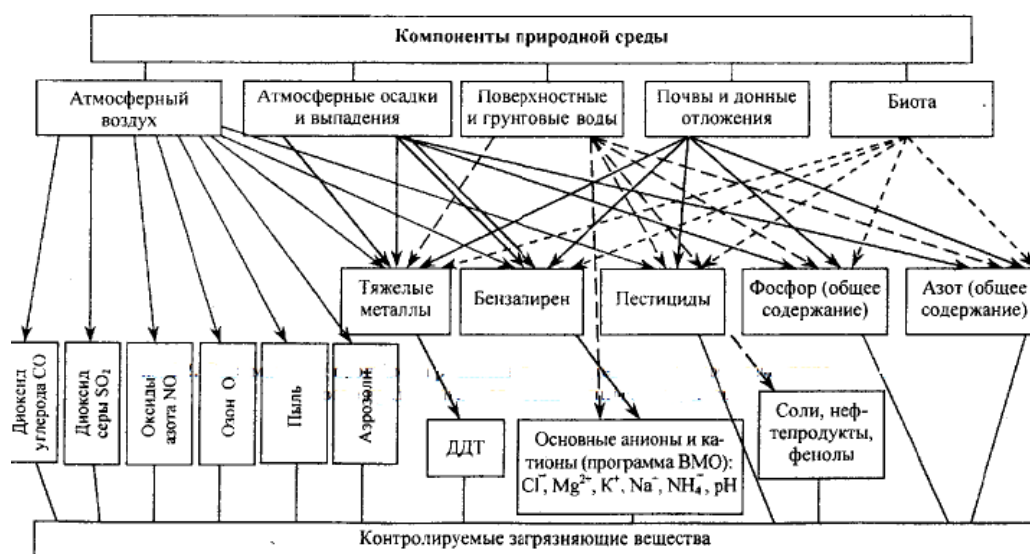 Компоненты природной среды
Атмосферный
воздух
Атмосферные осадки
и выпадения
Поверхностные
и грунтовые воды
Почвы и донные
отложения
Биота
Тяжелые
металлы
Бензапирен
Пестициды
Фосфор (общее
содержание)
Азот (общее
содержание)
Диоксид
углерода CO
Диоксид
серы SO₂
Оксиды
азота NO
Озон O
Пыль
Аэрозоли
ДДТ
Основные анионы и ка-
тионы (программа ВМО):
Cl⁻, Mg²⁺, K⁺, Na⁺, NH₄⁻, pH
Соли, неф-
тепродукты,
фенолы
Контролируемые загрязняющие вещества